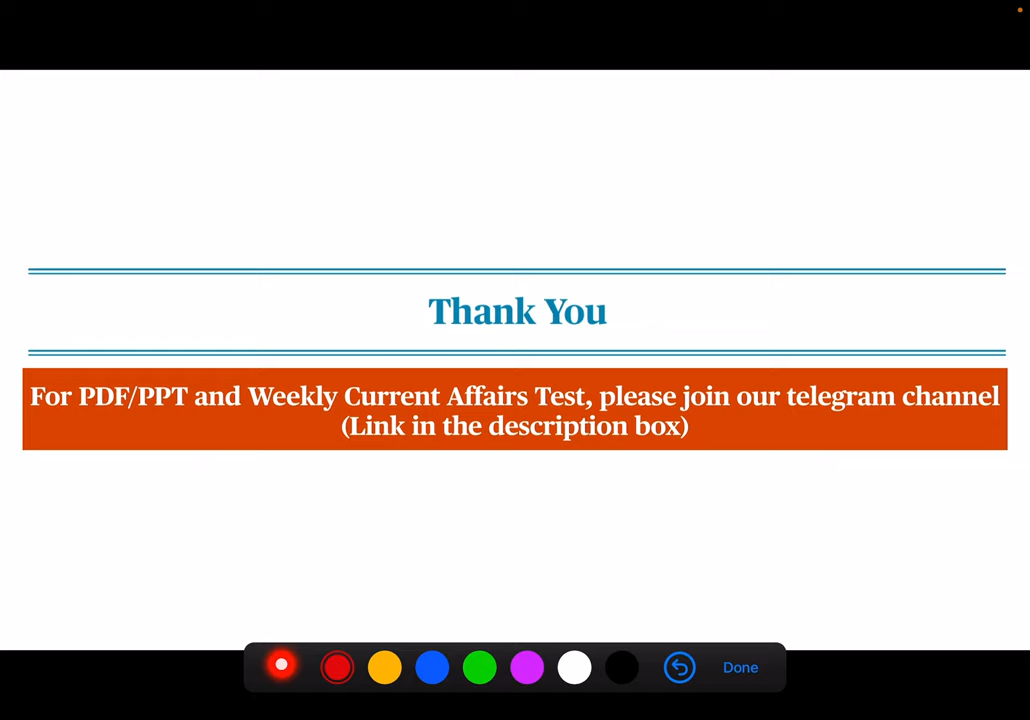 Thank You
For PDF/PPT and Weekly Current Affairs Test, please join our telegram channel
(Link in the description box)
Done